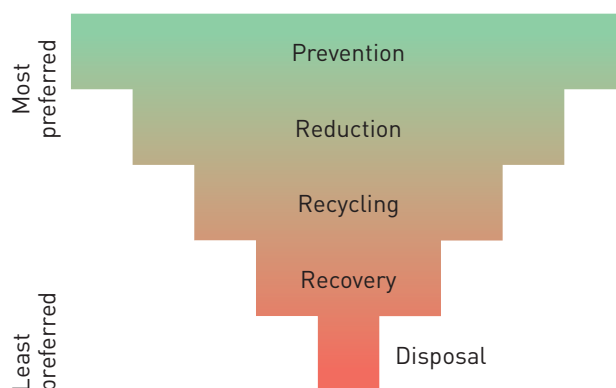 Most
preferred
Prevention
Reduction
Recycling
Recovery
Disposal
Least
preferred